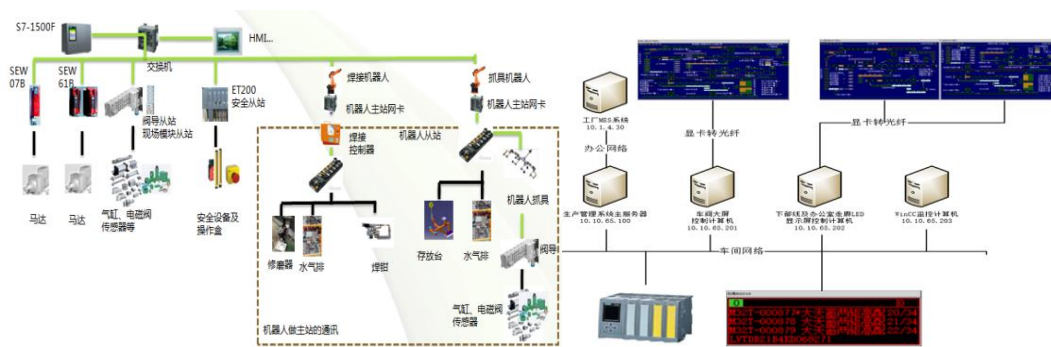 S7-1500F
HMI...
交换机
SEW
07B
SEW
61B
阀导从站
现场模块从站
ET200
安全从站
焊接机器人
机器人主站网卡
抓具机器人
机器人主站网卡
焊接
控制器
机器人从站
机器人抓具
马达
马达
气缸、电磁阀
传感器等
安全设备及
操作盒
修磨器
水气排
焊钳
存放台
水气排
阀导
气缸、电磁阀
传感器
机器人做主站的通讯
工厂MES系统
10.1.4.30
办公网络
显卡转光纤
显卡转光纤
生产管理系统主服务器
10.10.65.100
车间大屏
控制计算机
10.10.65.201
下部线及办公室走廊LED
显示屏控制计算机
10.10.65.202
WinCC监控计算机
10.10.65.203
车间网络